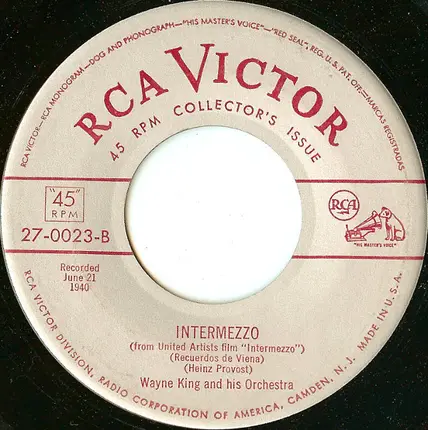 RCA VICTOR—RCA MONOGRAM—DOG AND PHONOGRAPH—"HIS MASTER'S VOICE"—"RED SEAL", REG. U. S. PAT. OFF.—MARCAS REGISTRADAS
RCA VICTOR
45 RPM COLLECTOR'S ISSUE
"45"
RPM
27-0023-B
RCA
"HIS MASTER'S VOICE"
Recorded
June 21
1940
INTERMEZZO
(from United Artists film "Intermezzo")
(Recuerdos de Viena)
(Heinz Provost)
Wayne King and his Orchestra
RCA VICTOR DIVISION, RADIO CORPORATION OF AMERICA, CAMDEN, N. J. MADE IN U. S. A.